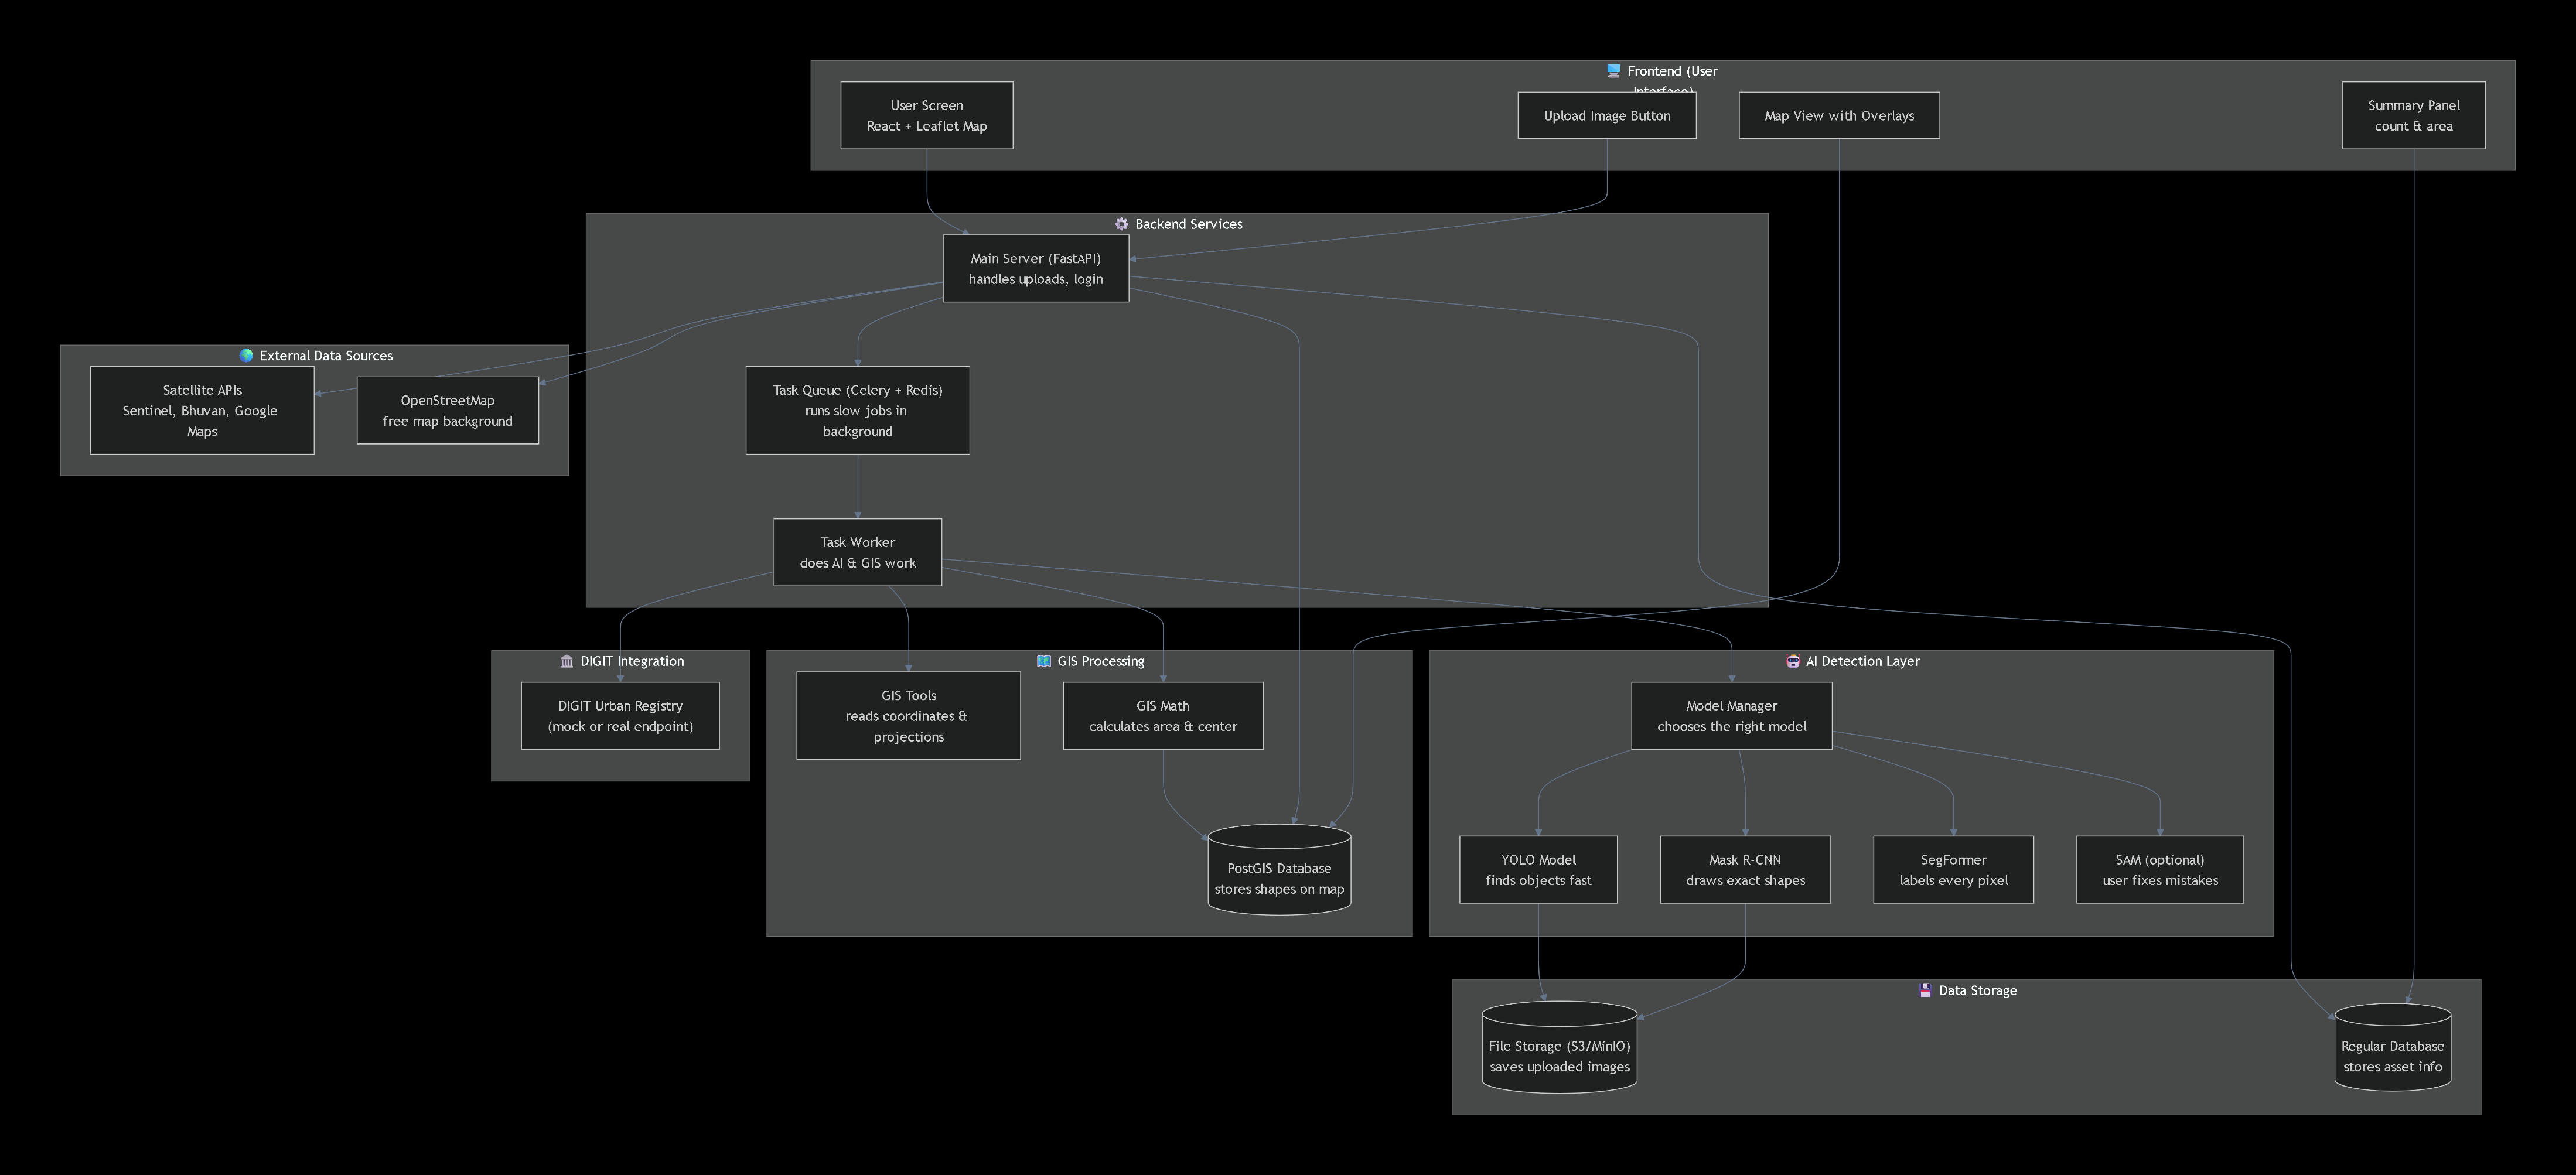 Frontend (User
Interface)
User Screen
React + Leaflet Map
Upload Image Button
Map View with Overlays
Summary Panel
count & area
Backend Services
Main Server (FastAPI)
handles uploads, login
External Data Sources
Satellite APIs
Sentinel, Bhuvan, Google
Maps
OpenStreetMap
free map background
Task Queue (Celery + Redis)
runs slow jobs in
background
Task Worker
does AI & GIS work
DIGIT Integration
DIGIT Urban Registry
(mock or real endpoint)
GIS Processing
GIS Tools
reads coordinates &
projections
GIS Math
calculates area & center
PostGIS Database
stores shapes on map
AI Detection Layer
Model Manager
chooses the right model
YOLO Model
finds objects fast
Mask R-CNN
draws exact shapes
SegFormer
labels every pixel
SAM (optional)
user fixes mistakes
Data Storage
File Storage (S3/MinIO)
saves uploaded images
Regular Database
stores asset info